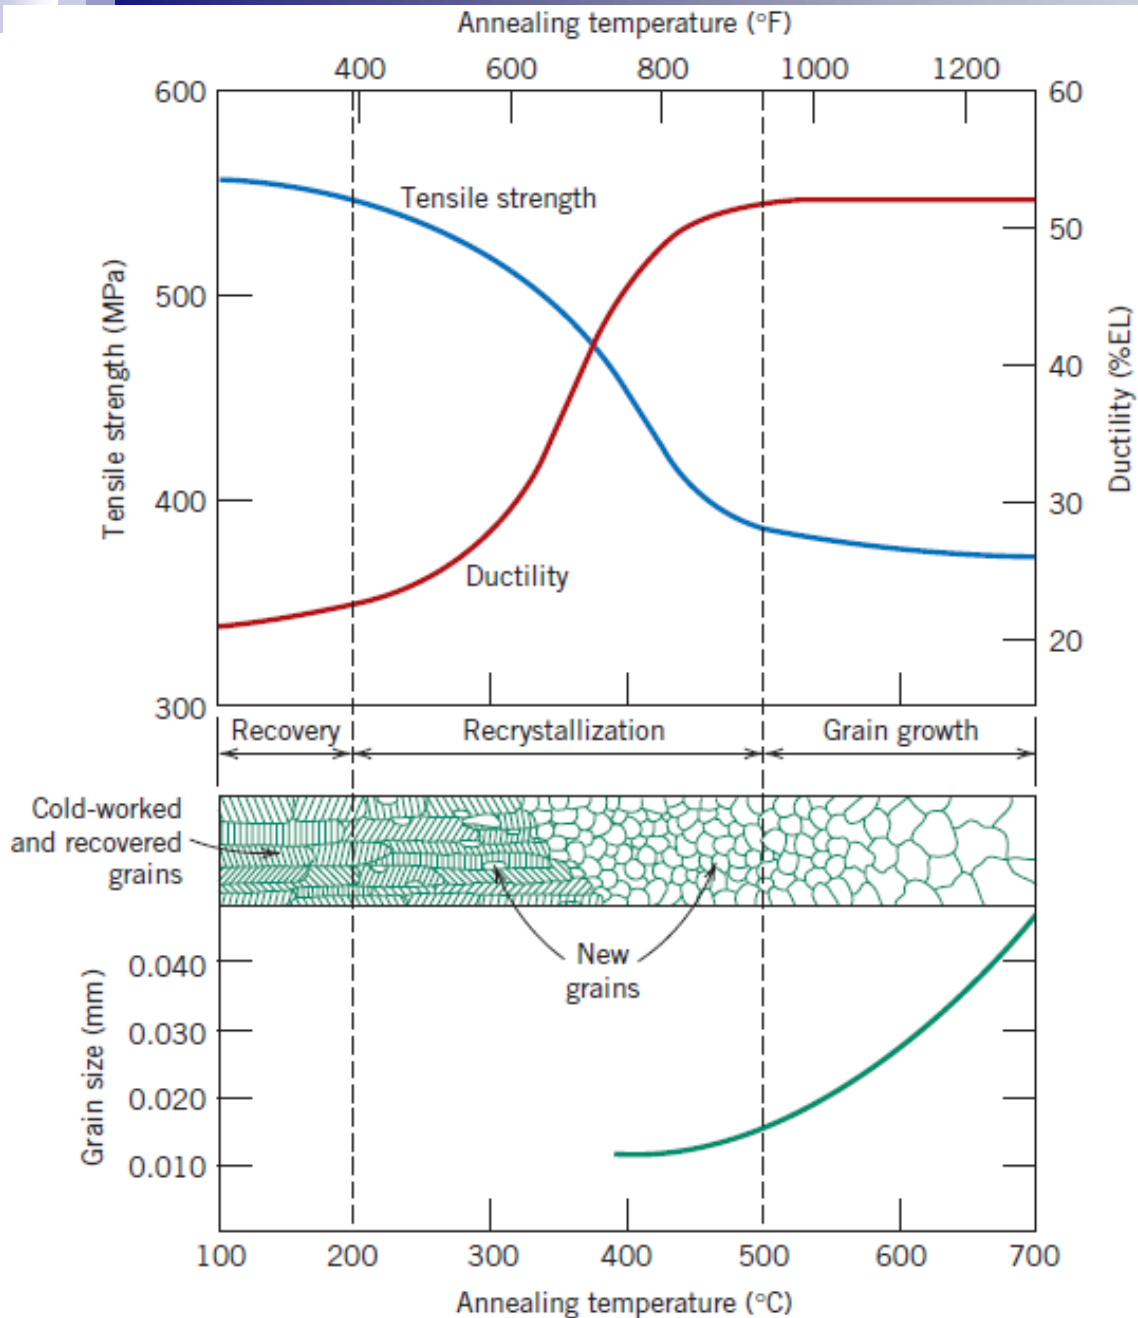 Annealing temperature (°F)
400 600 800 1000 1200
600
60
Tensile strength
50
500
Tensile strength (MPa)
Ductility (%EL)
40
400
30
Ductility
20
300
Recovery Recrystallization Grain growth
Cold-worked
and recovered
grains
New
grains
0.040
0.030
0.020
0.010
Grain size (mm)
100 200 300 400 500 600 700
Annealing temperature (°C)